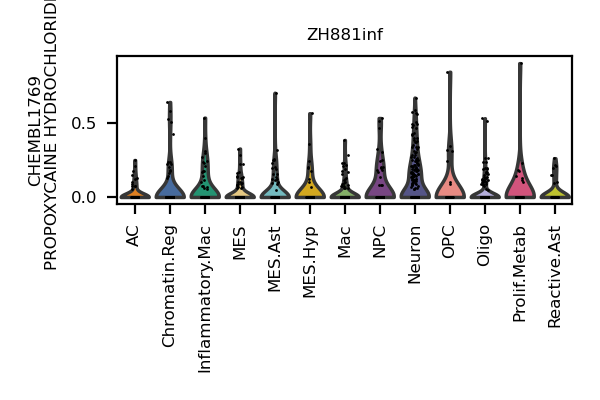 ZH881inf
CHEMBL1769
PROPOXYCAINE HYDROCHLORIDE
0.5
0.0
AC
Chromatin.Reg
Inflammatory.Mac
MES
MES.Ast
MES.Hyp
Mac
NPC
Neuron
OPC
Oligo
Prolif.Metab
Reactive.Ast